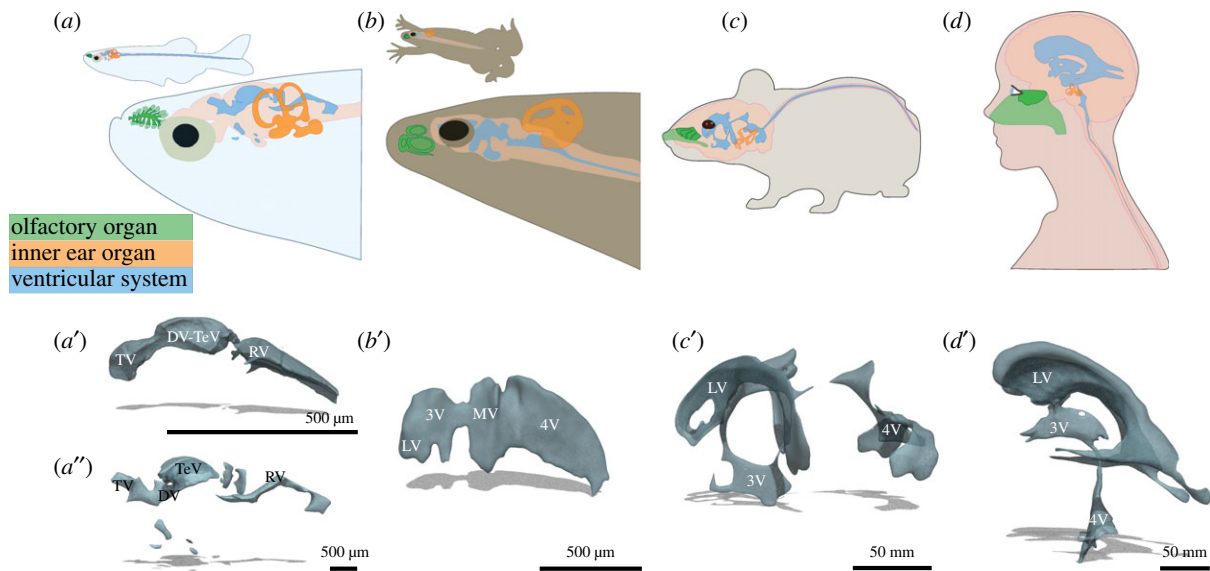 (a)
(b)
(c)
(d)
olfactory organ
inner ear organ
ventricular system
(a′)
TV
DV-TeV
RV
500 µm
(a″)
TV
DV
TeV
RV
500 µm
(b′)
LV
3V
MV
4V
500 µm
(c′)
LV
3V
4V
50 mm
(d′)
LV
3V
4V
50 mm